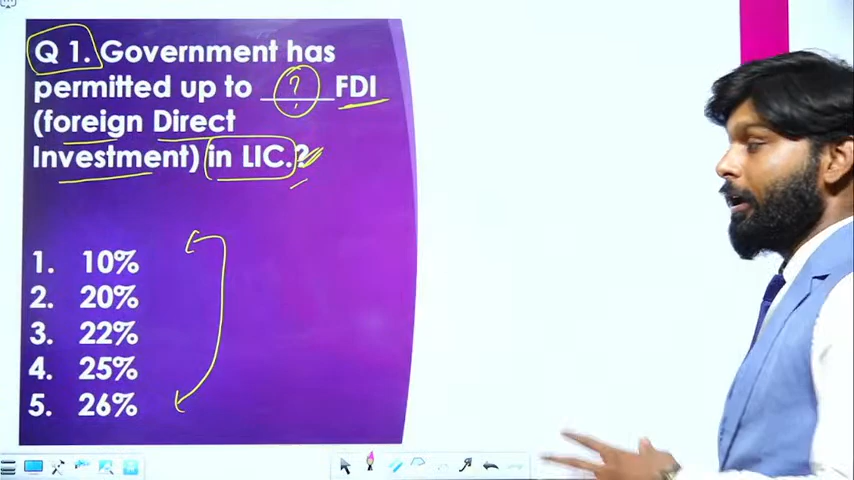 Q 1. Government has
permitted up to ______FDI
(foreign Direct
Investment) in LIC.?
?
1. 10%
2. 20%
3. 22%
4. 25%
5. 26%